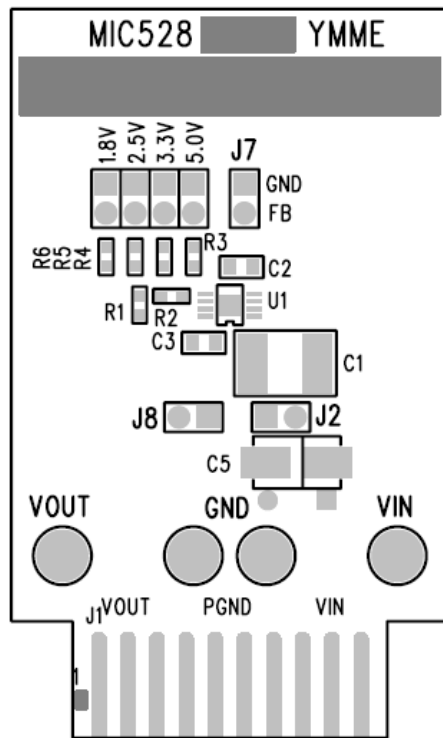 MIC528 YMME
1.8V 2.5V 3.3V 5.0V
J7
GND
FB
R6 R5 R4
R3
C2
R1 R2
U1
C3
C1
J8 J2
C5
VOUT GND VIN
J1 VOUT PGND VIN
1